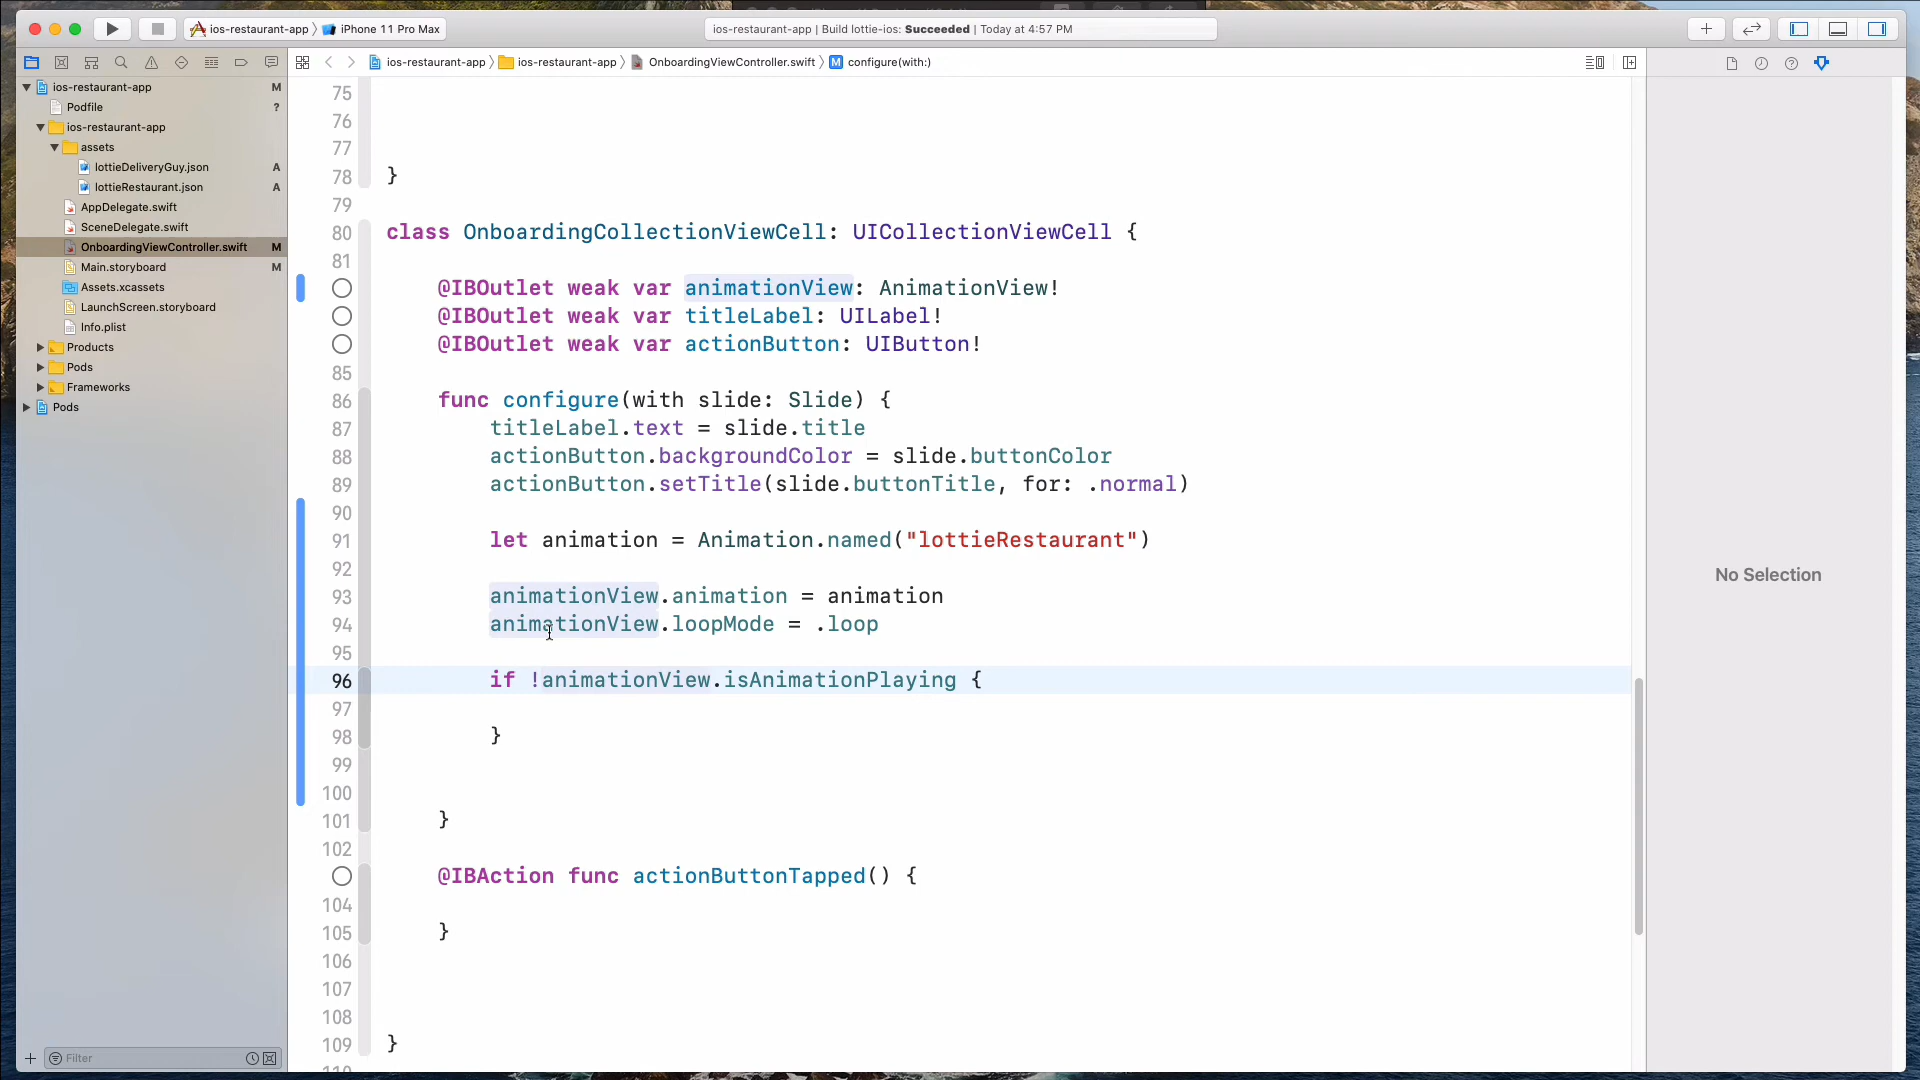 ios-restaurant-app 〉 iPhone 11 Pro Max
ios-restaurant-app | Build lottie-ios: Succeeded | Today at 4:57 PM
ios-restaurant-app 〉 ios-restaurant-app 〉 OnboardingViewController.swift 〉 M configure(with:)
ios-restaurant-app M
Podfile ?
ios-restaurant-app
assets
lottieDeliveryGuy.json A
lottieRestaurant.json A
AppDelegate.swift
SceneDelegate.swift
OnboardingViewController.swift M
Main.storyboard M
Assets.xcassets
LaunchScreen.storyboard
Info.plist
Products
Pods
Frameworks
Pods
Filter
75
76
77
78 }
79
80 class OnboardingCollectionViewCell: UICollectionViewCell {
81
@IBOutlet weak var animationView: AnimationView!
@IBOutlet weak var titleLabel: UILabel!
@IBOutlet weak var actionButton: UIButton!
85
86 func configure(with slide: Slide) {
87 titleLabel.text = slide.title
88 actionButton.backgroundColor = slide.buttonColor
89 actionButton.setTitle(slide.buttonTitle, for: .normal)
90
91 let animation = Animation.named("lottieRestaurant")
92
93 animationView.animation = animation
94 animationView.loopMode = .loop
95
96 if !animationView.isAnimationPlaying {
97
98 }
99
100
101 }
102
@IBAction func actionButtonTapped() {
104
105 }
106
107
108
109 }
No Selection